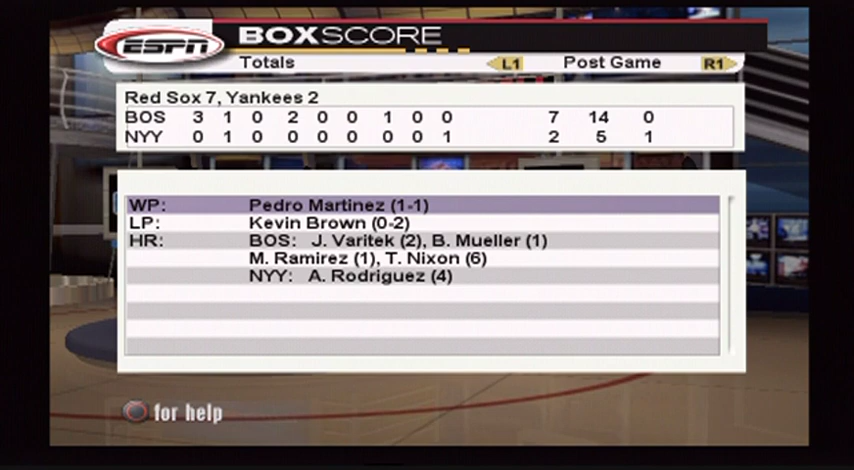 ESPN BOXSCORE
Totals L1 Post Game R1
Red Sox 7, Yankees 2
BOS 3 1 0 2 0 0 1 0 0 7 14 0
NYY 0 1 0 0 0 0 0 0 1 2 5 1
WP: Pedro Martinez (1-1)
LP: Kevin Brown (0-2)
HR: BOS: J. Varitek (2), B. Mueller (1)
M. Ramirez (1), T. Nixon (6)
NYY: A. Rodriguez (4)
for help